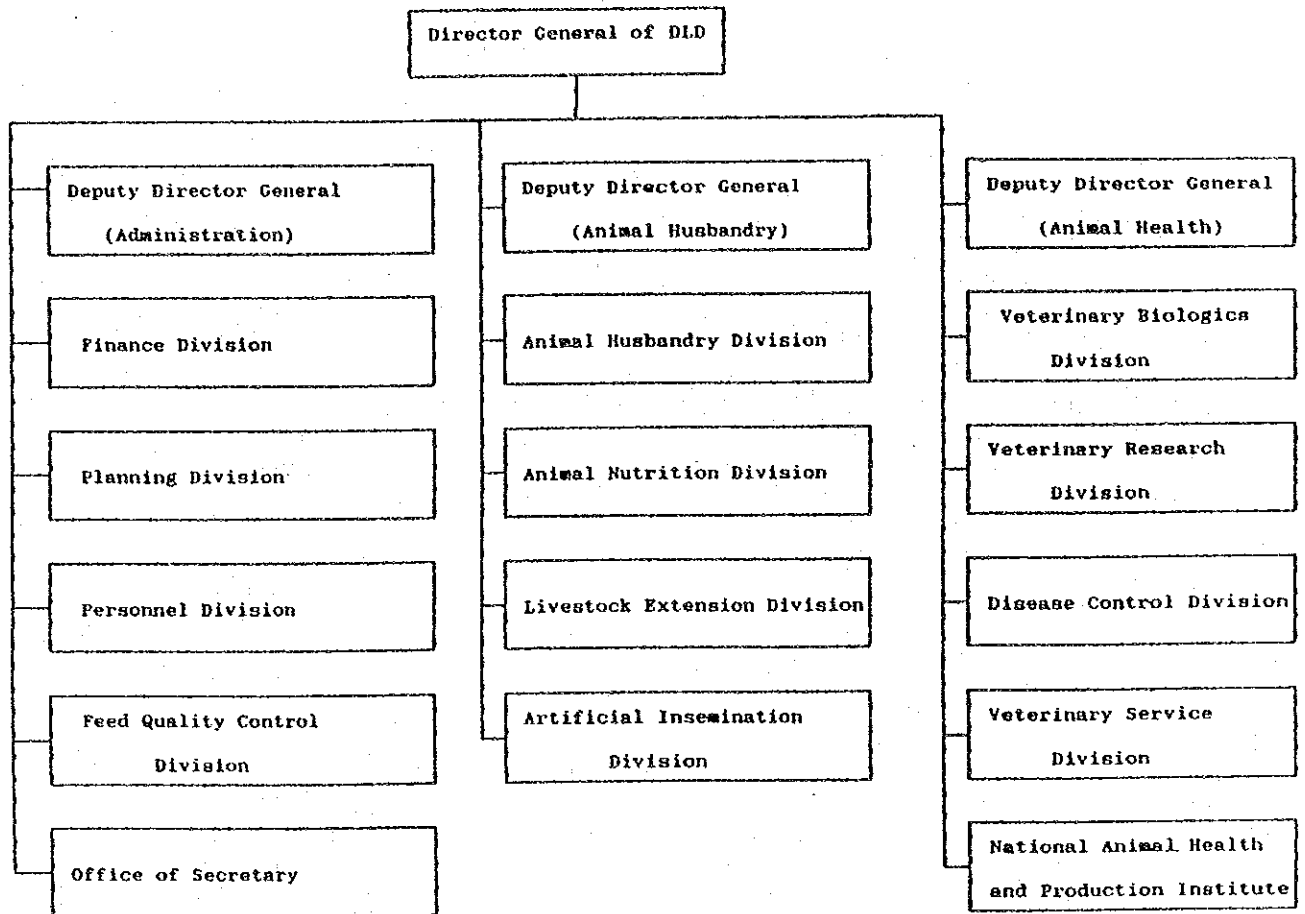 Director General of DLD
Deputy Director General
(Administration)
Finance Division
Planning Division
Personnel Division
Feed Quality Control
Division
Office of Secretary
Deputy Director General
(Animal Husbandry)
Animal Husbandry Division
Animal Nutrition Division
Livestock Extension Division
Artificial Insemination
Division
Deputy Director General
(Animal Health)
Veterinary Biologics
Division
Veterinary Research
Division
Disease Control Division
Veterinary Service
Division
National Animal Health
and Production Institute